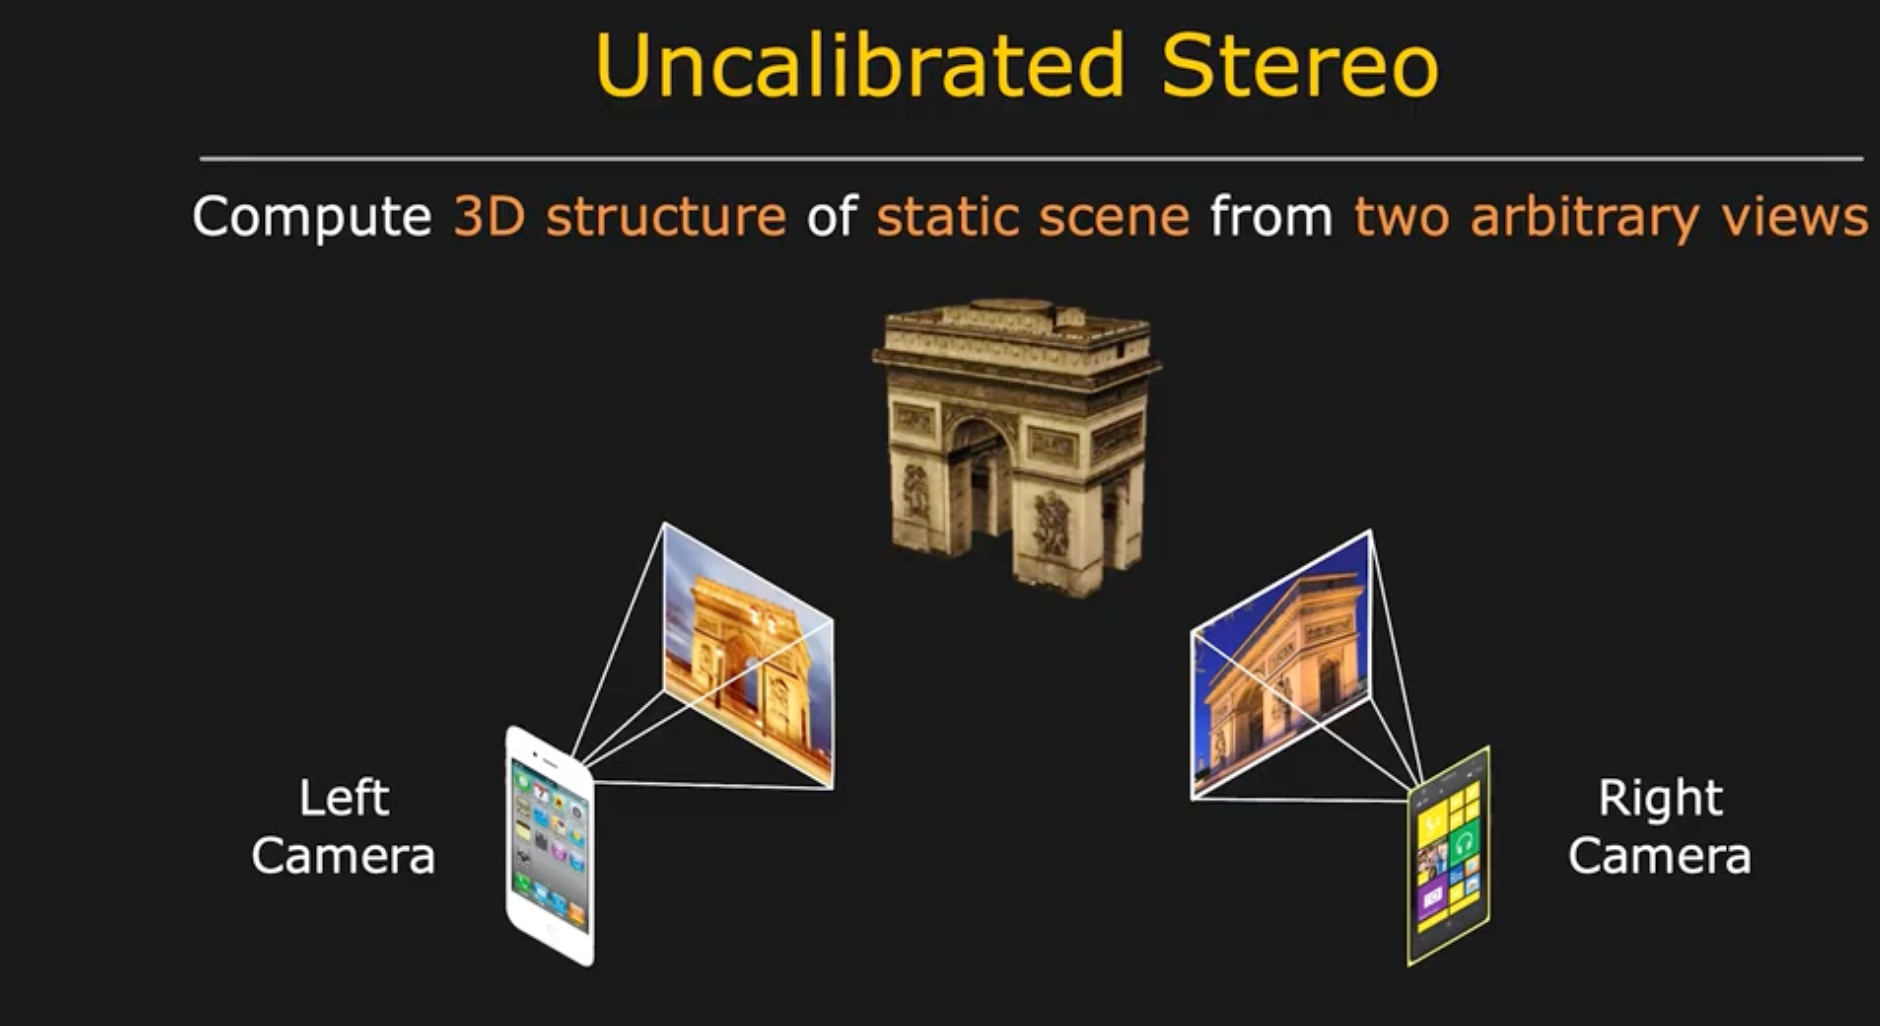 Uncalibrated Stereo
Compute 3D structure of static scene from two arbitrary views
Left
Camera
Right
Camera